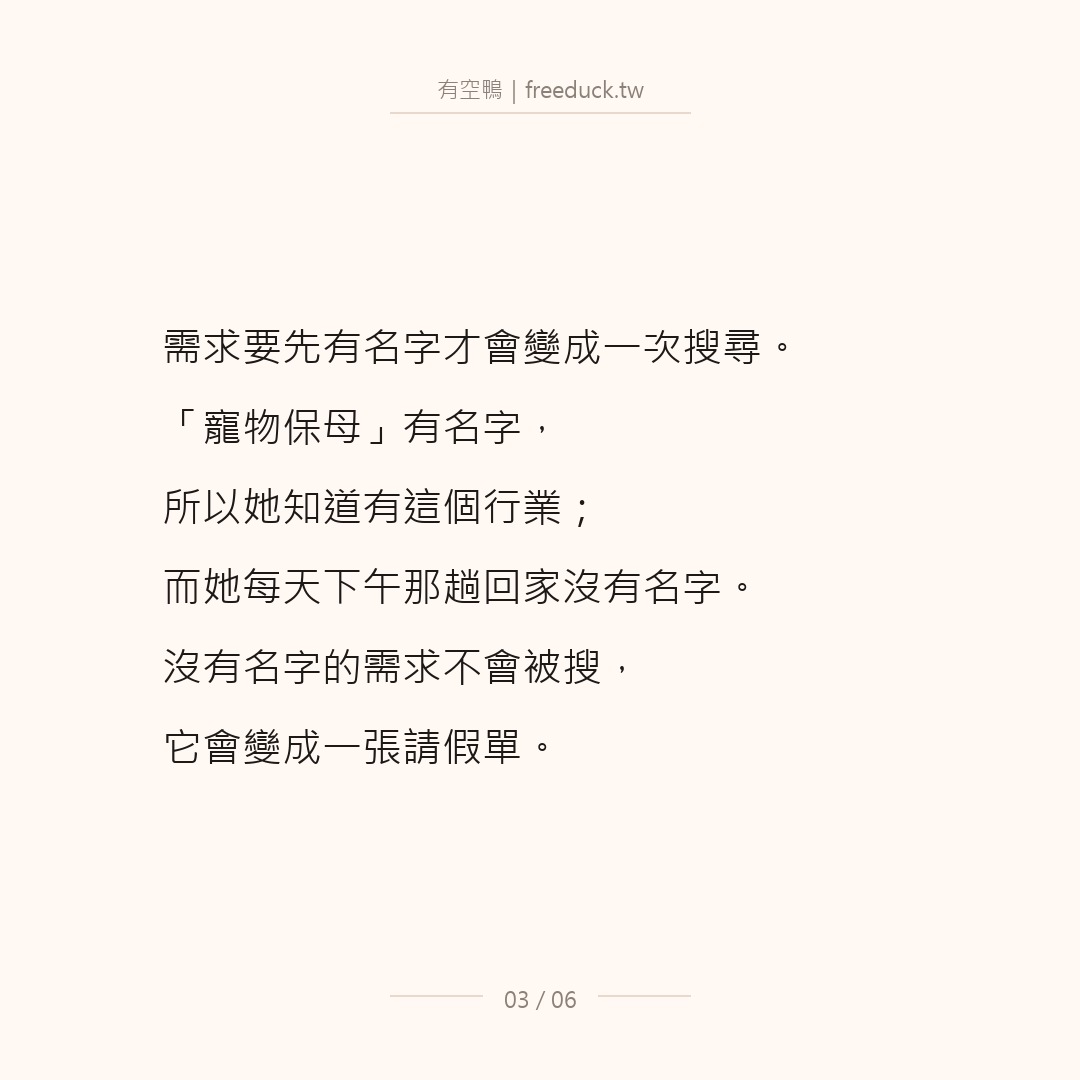 有空鴨 | freeduck.tw
需求要先有名字才會變成一次搜尋。
「寵物保母」有名字，
所以她知道有這個行業；
而她每天下午那趟回家沒有名字。
沒有名字的需求不會被搜，
它會變成一張請假單。
03 / 06